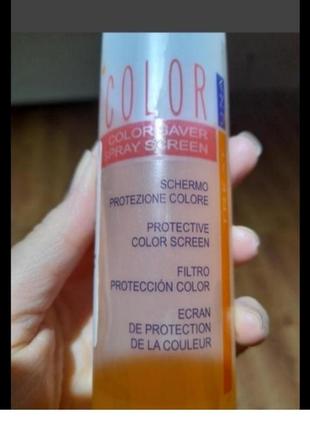 COLOR
COLOR SAVER
SPRAY SCREEN
SCHERMO
PROTEZIONE COLORE
PROTECTIVE
COLOR SCREEN
FILTRO
PROTECCIÓN COLOR
ECRAN
DE PROTECTION
DE LA COULEUR